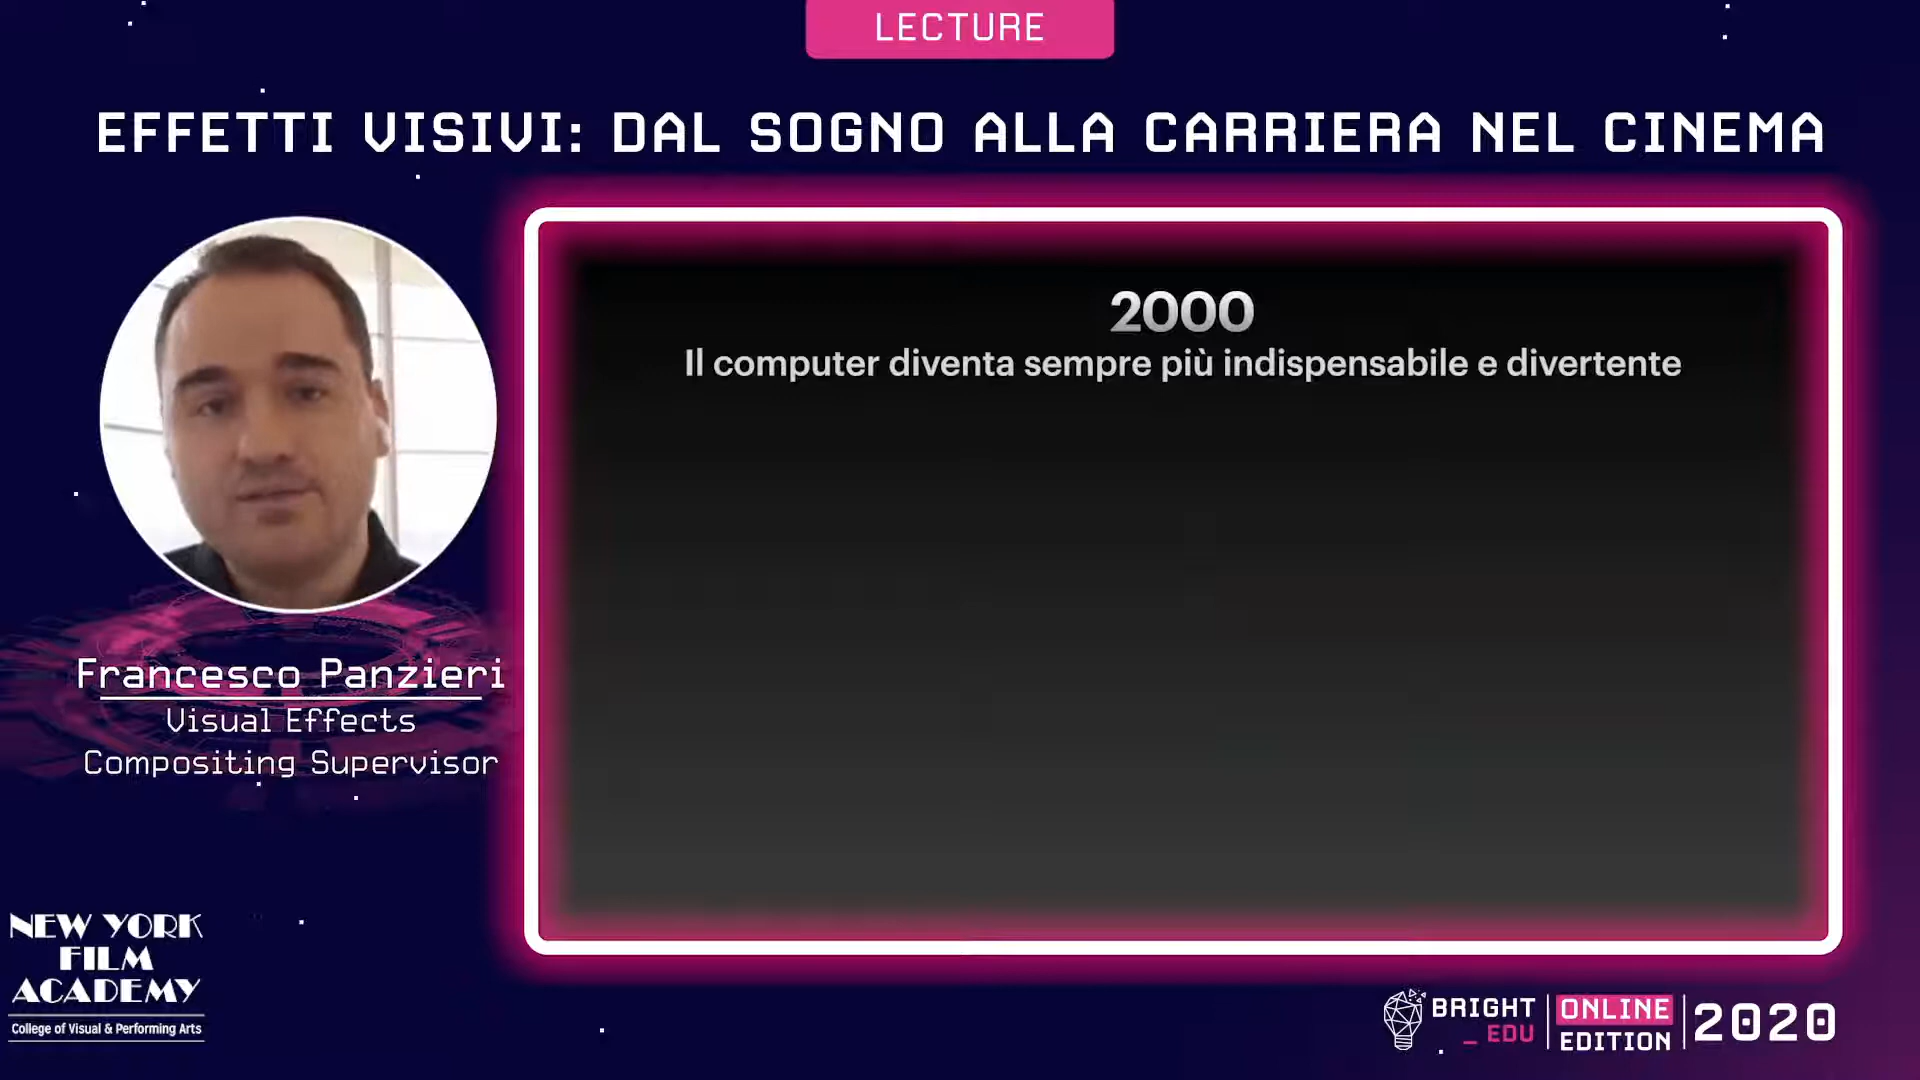 LECTURE
EFFETTI VISIVI: DAL SOGNO ALLA CARRIERA NEL CINEMA
2000
Il computer diventa sempre più indispensabile e divertente
Francesco Panzieri
Visual Effects
Compositing Supervisor
NEW YORK
FILM
ACADEMY
College of Visual & Performing Arts
BRIGHT
_ EDU
ONLINE
EDITION
2020